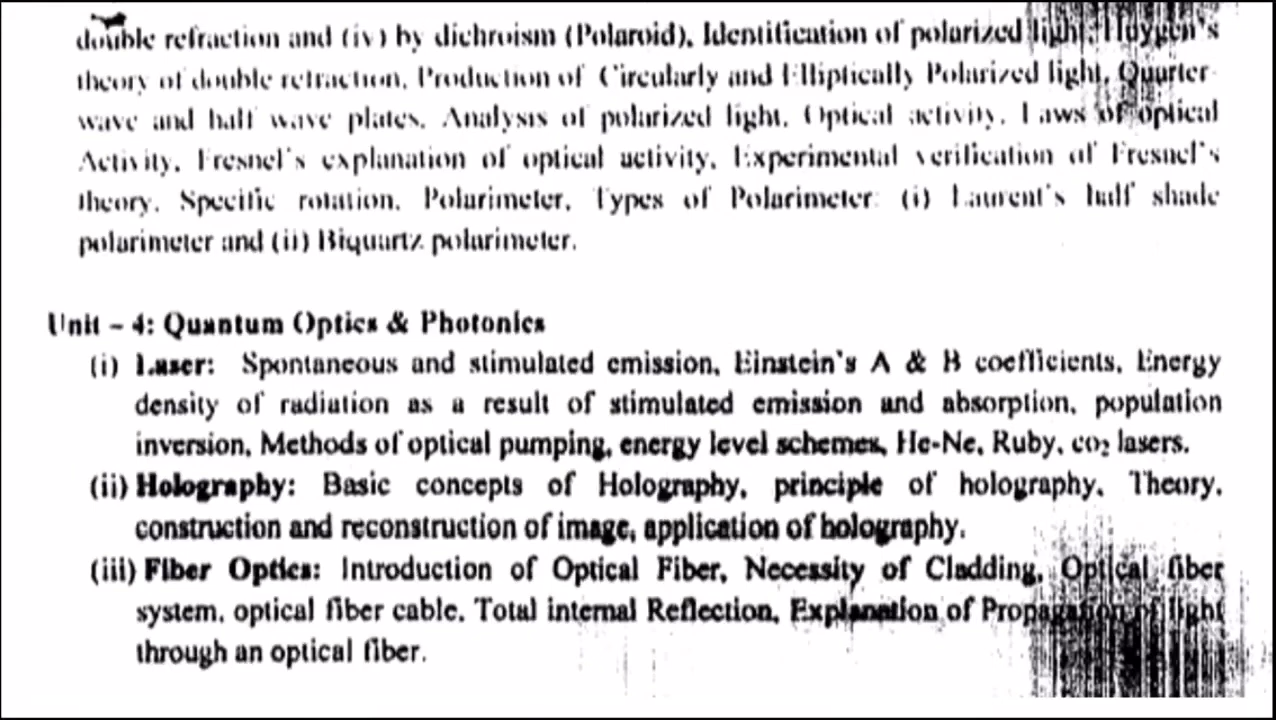 double refraction and (iv) by dichroism (Polaroid), Identification of polarized light, Huygen's
theory of double refraction, Production of Circularly and Elliptically Polarized light, Quarter
wave and half wave plates, Analysis of polarized light, Optical activity, Laws of optical
Activity, Fresnel's explanation of optical activity, Experimental verification of Fresnel's
theory, Specific rotation, Polarimeter, Types of Polarimeter: (i) Laurent's half shade
polarimeter and (ii) Biquartz polarimeter.
Unit – 4: Quantum Optics & Photonics
(i) Laser: Spontaneous and stimulated emission, Einstein's A & B coefficients, Energy
density of radiation as a result of stimulated emission and absorption, population
inversion, Methods of optical pumping, energy level schemes, He-Ne, Ruby, co₂ lasers.
(ii) Holography: Basic concepts of Holography, principle of holography, Theory,
construction and reconstruction of image, application of holography.
(iii) Fiber Optics: Introduction of Optical Fiber, Necessity of Cladding, Optical fiber
system, optical fiber cable, Total internal Reflection, Explanation of Propagation of light
through an optical fiber.